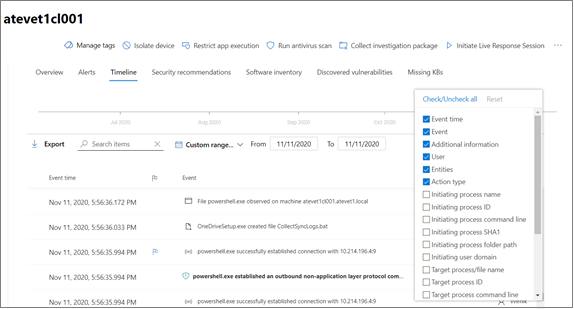 atevet1cl001
Manage tags Isolate device Restrict app execution Run antivirus scan Collect investigation package Initiate Live Response Session ...
Overview Alerts Timeline Security recommendations Software inventory Discovered vulnerabilities Missing KBs
Jul 2020 Aug 2020 Sep 2020 Oct 2020
Export Search items Custom range... From 11/11/2020 To 11/11/2020
Event time Event
Nov 11, 2020, 5:56:36.172 PM File powershell.exe observed on machine atevet1cl001.atevet1.local
Nov 11, 2020, 5:56:36.033 PM OneDriveSetup.exe created file CollectSyncLogs.bat
Nov 11, 2020, 5:56:35.994 PM powershell.exe successfully established connection with 10.214.196.4:9
Nov 11, 2020, 5:56:35.994 PM powershell.exe established an outbound non-application layer protocol com...
Nov 11, 2020, 5:56:35.994 PM powershell.exe successfully established connection with 10.214.196.4:9
Check/Uncheck all Reset
Event time
Event
Additional information
User
Entities
Action type
Initiating process name
Initiating process ID
Initiating process command line
Initiating process SHA1
Initiating process folder path
Initiating user domain
Target process/file name
Target process ID
Target process command line